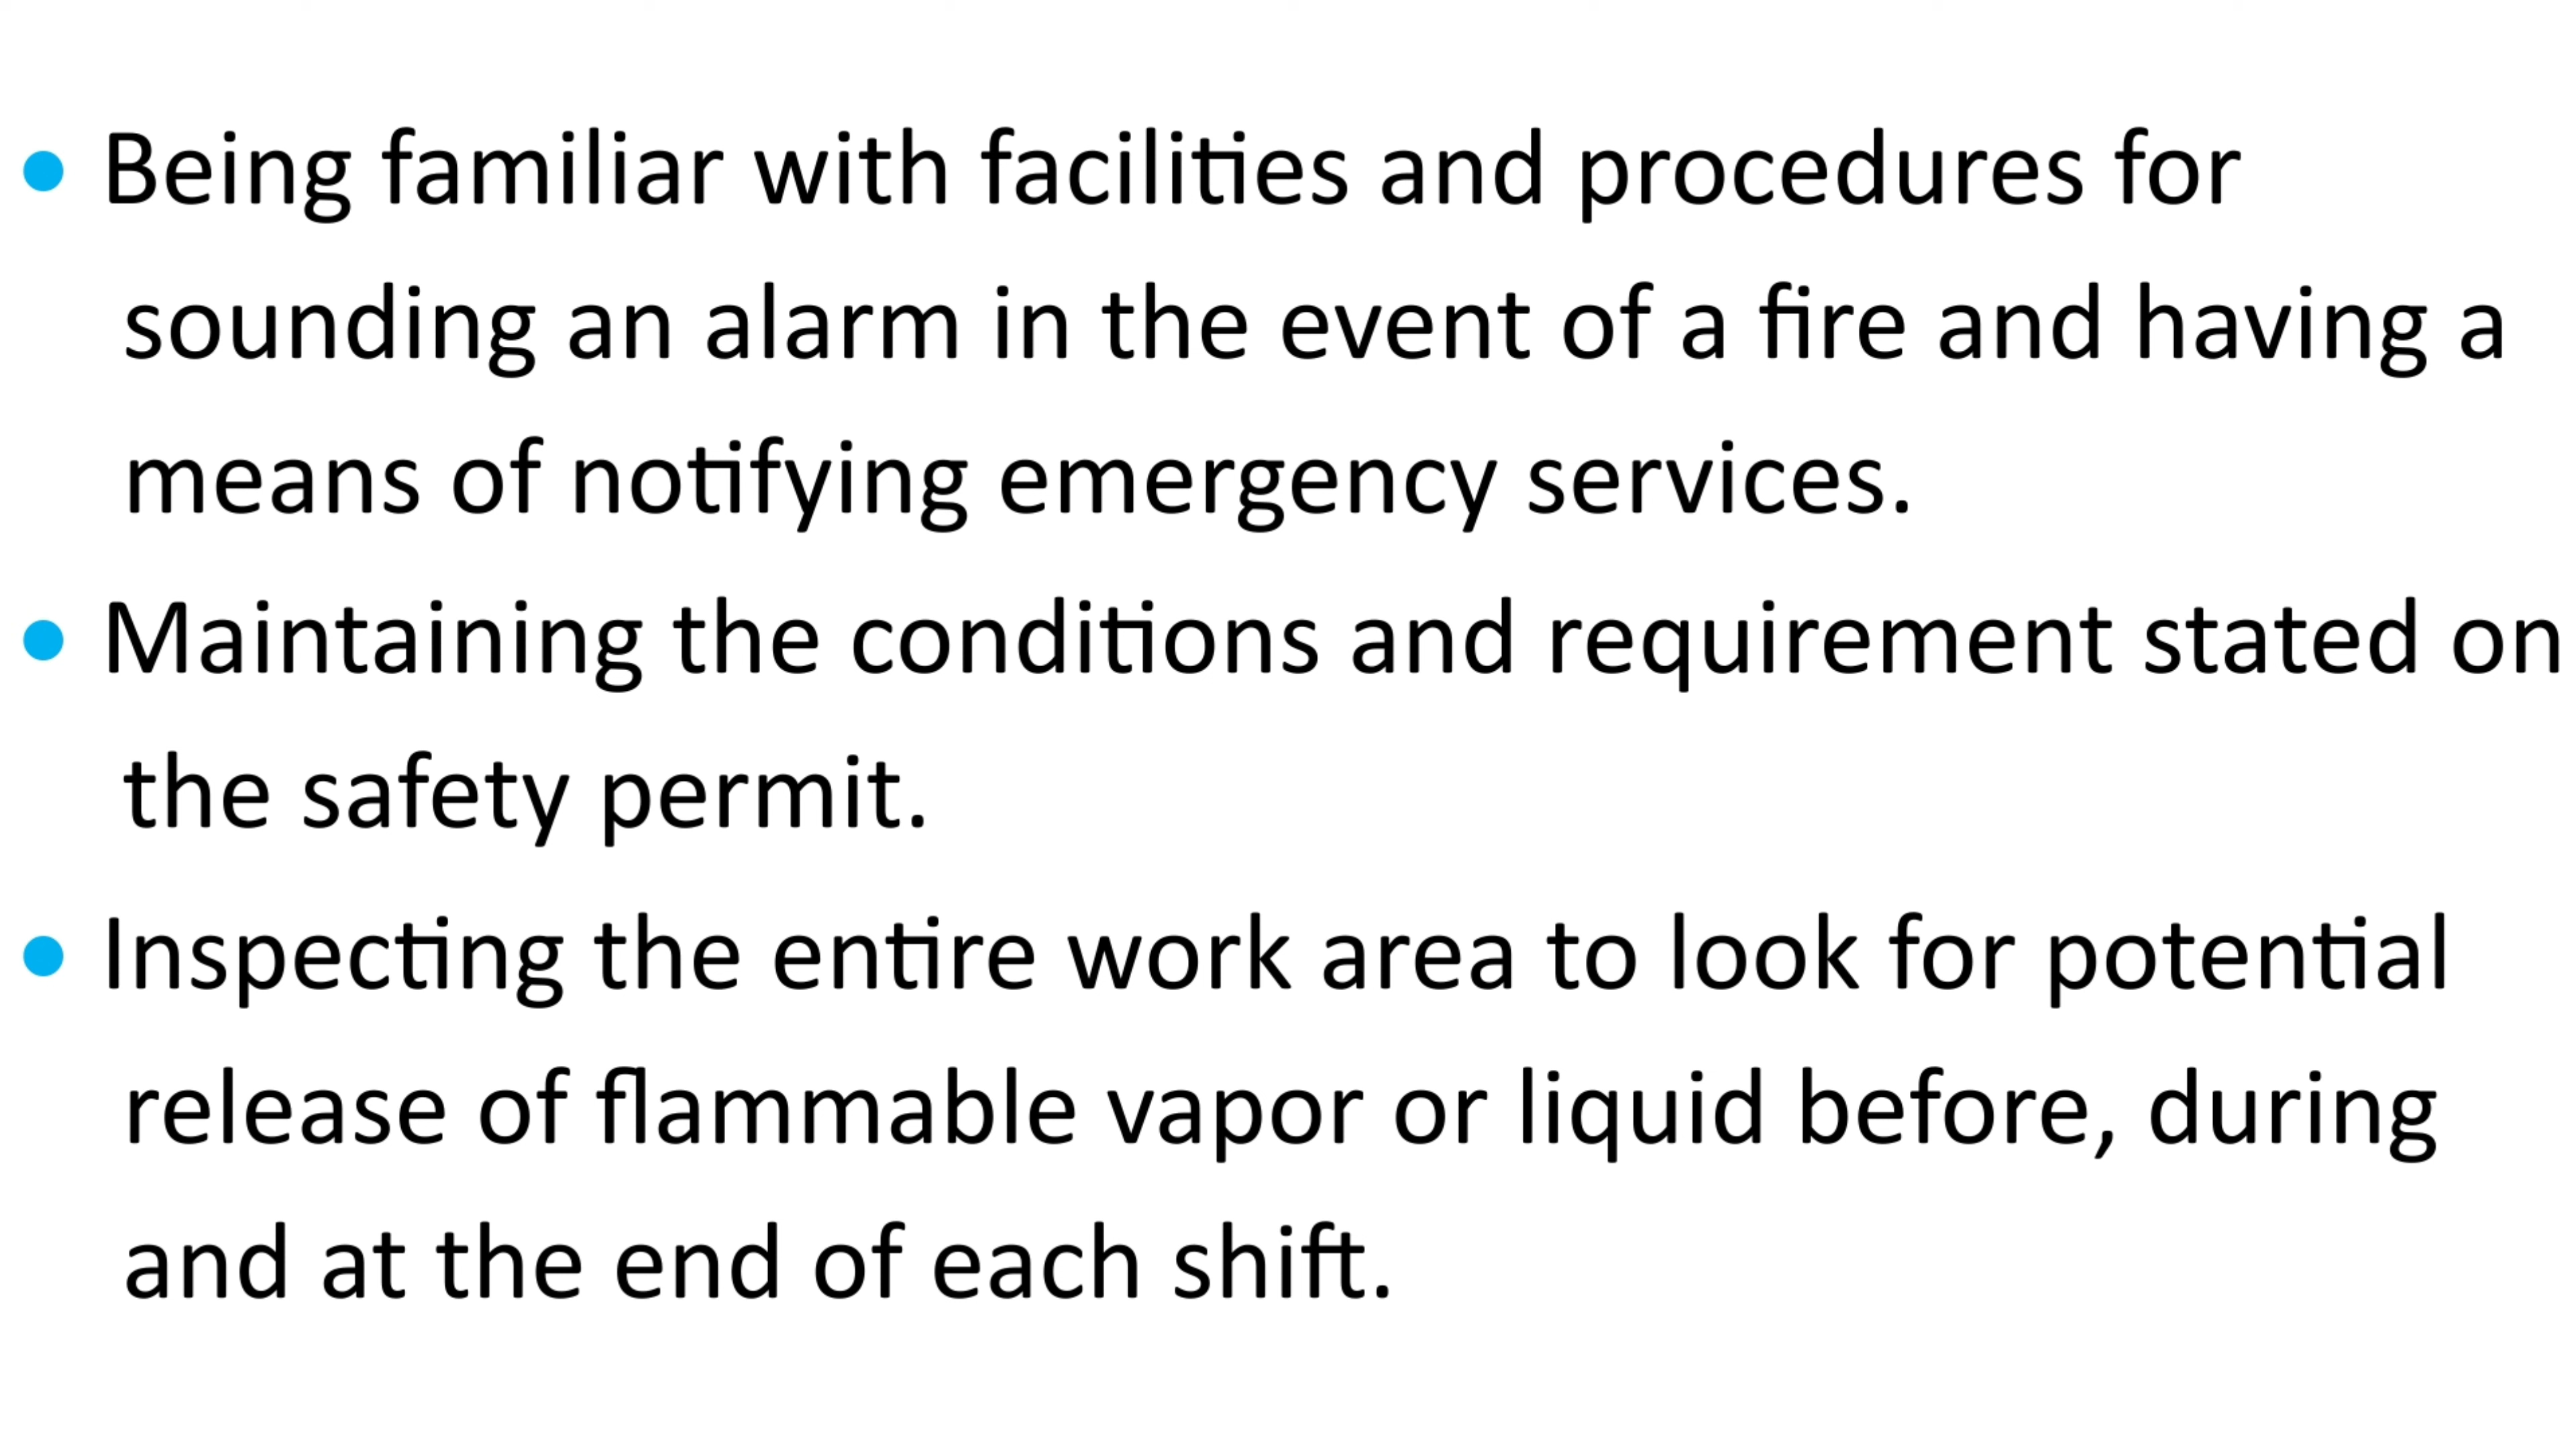 • Being familiar with facilities and procedures for
sounding an alarm in the event of a fire and having a
means of notifying emergency services.
• Maintaining the conditions and requirement stated on
the safety permit.
• Inspecting the entire work area to look for potential
release of flammable vapor or liquid before, during
and at the end of each shift.